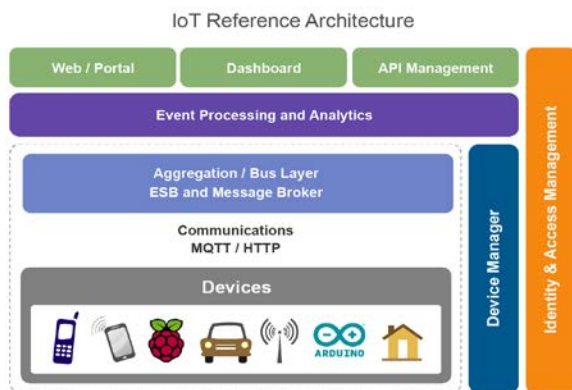 IoT Reference Architecture
Web / Portal
Dashboard
API Management
Event Processing and Analytics
Aggregation / Bus Layer
ESB and Message Broker
Communications
MQTT / HTTP
Devices
ARDUINO
Device Manager
Identity & Access Management